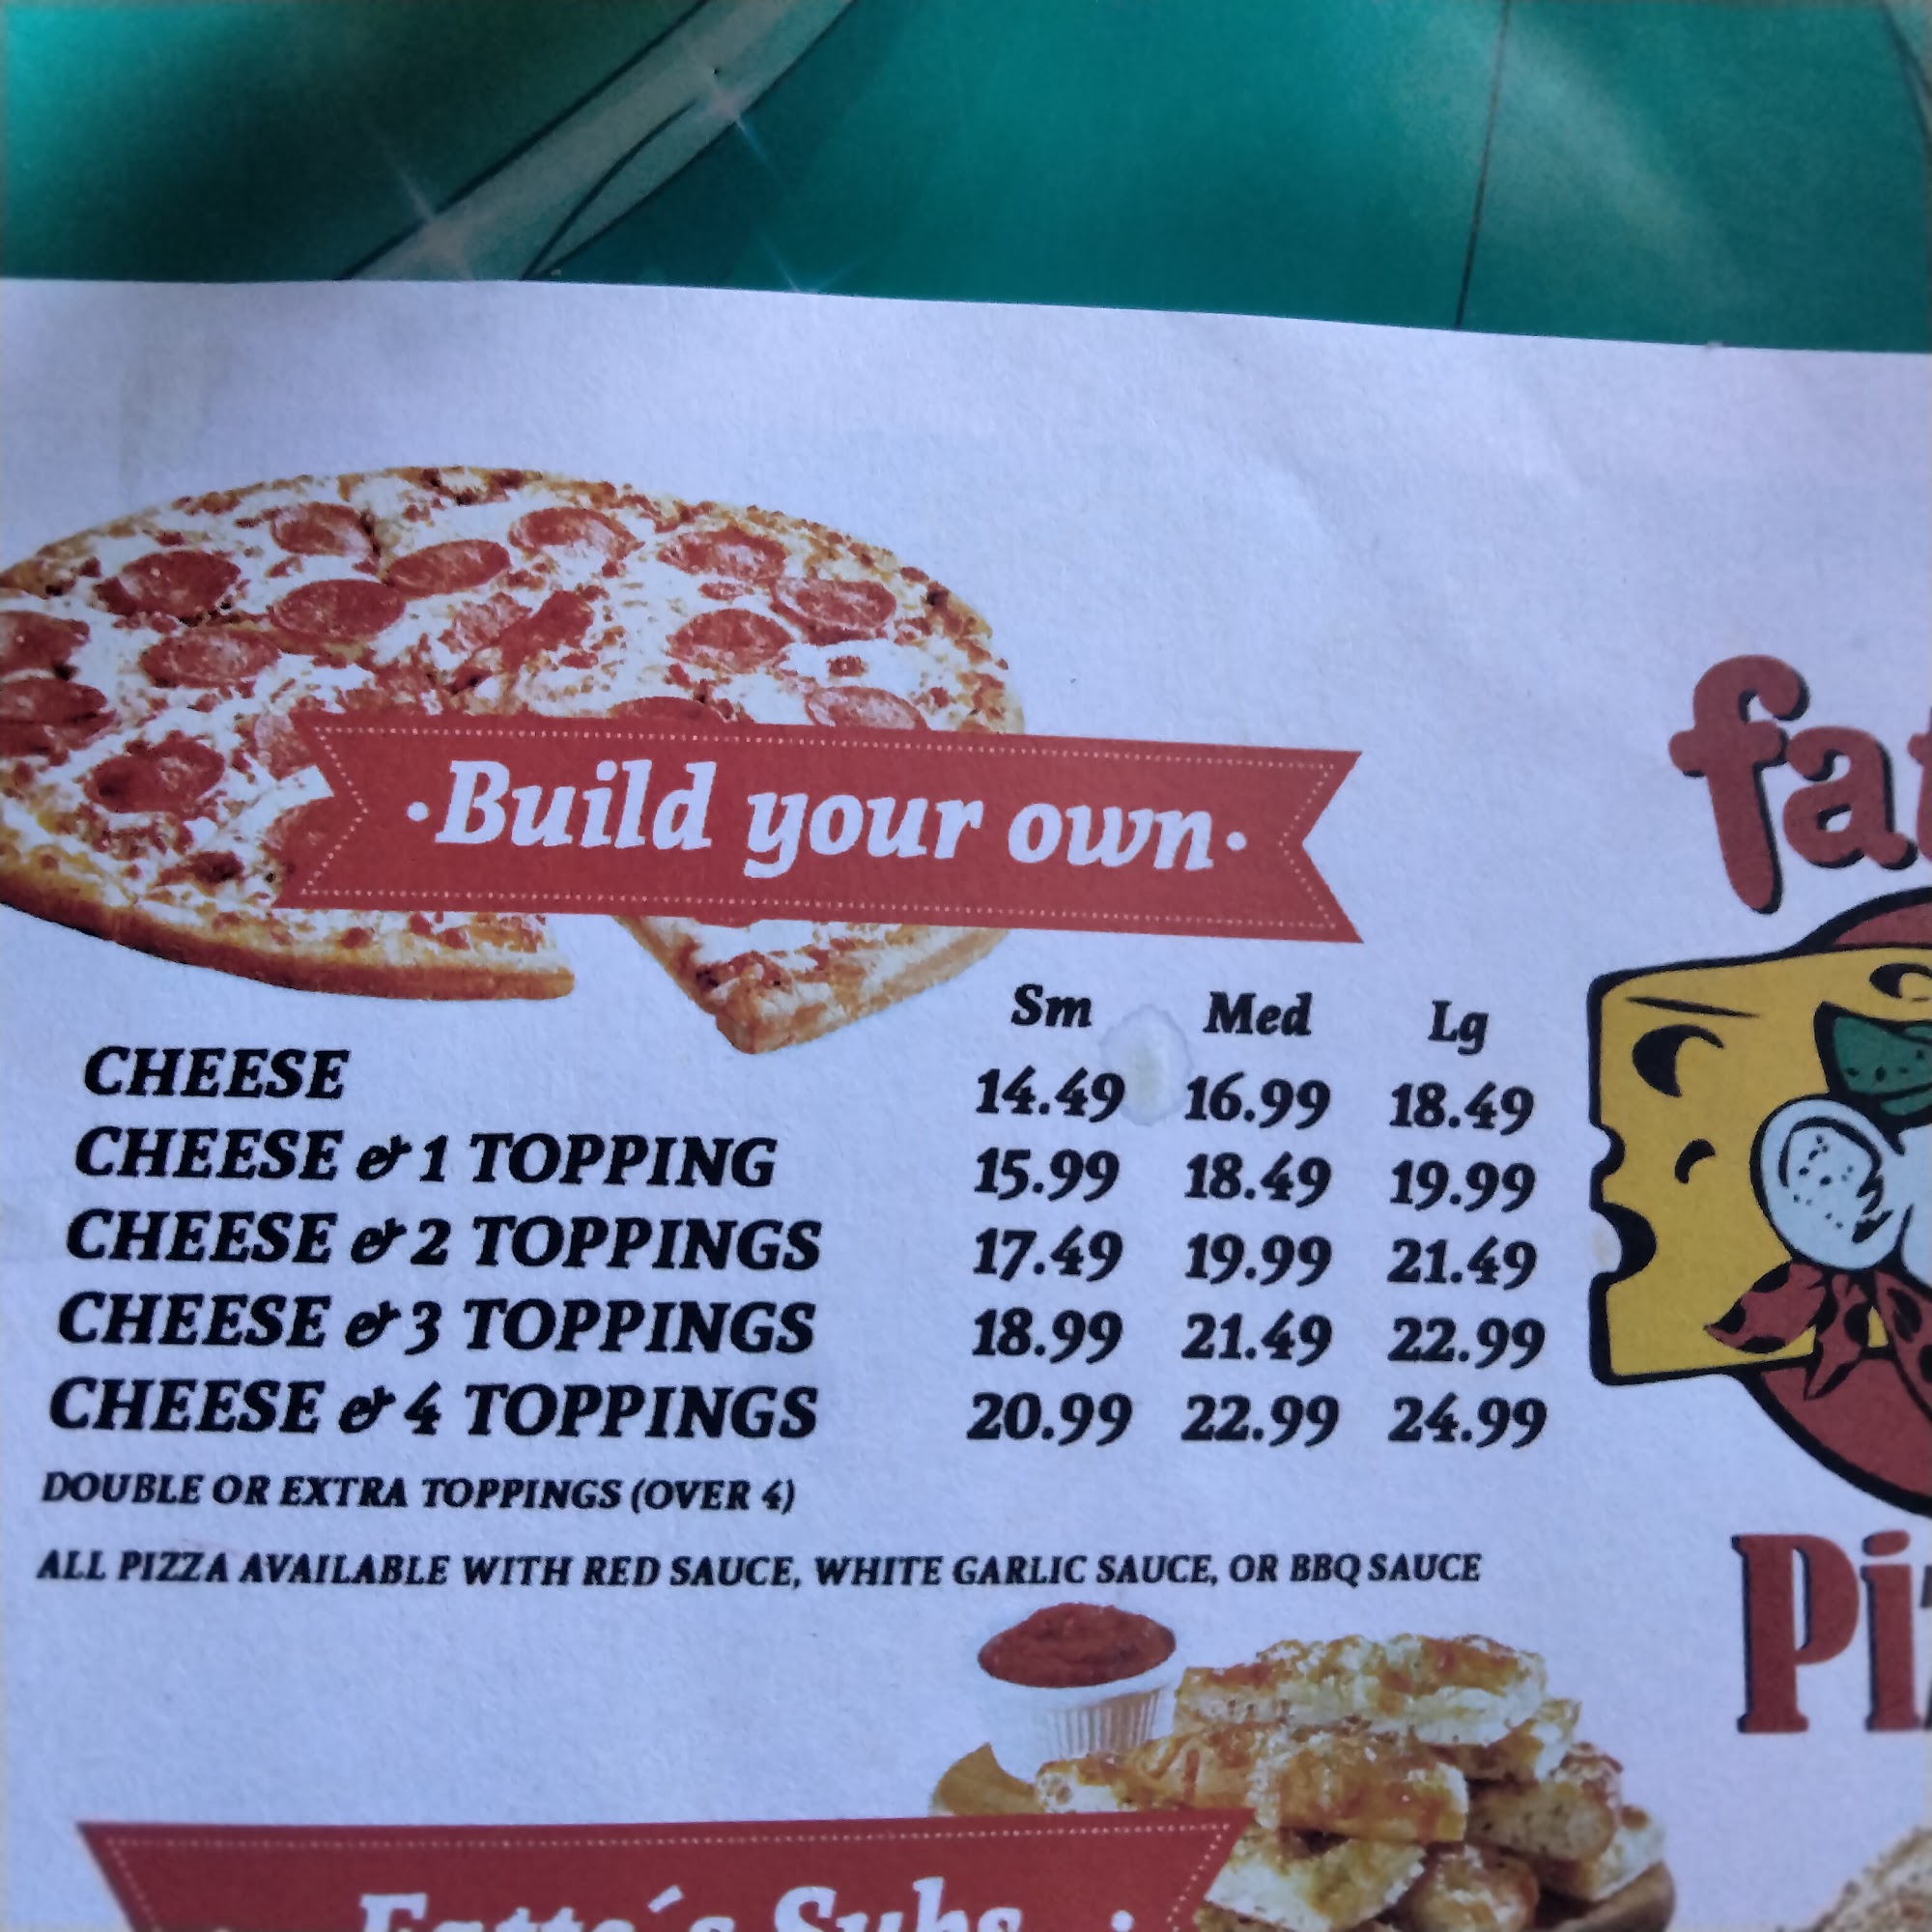 ·Build your own·
Sm Med Lg
CHEESE 14.49 16.99 18.49
CHEESE & 1 TOPPING 15.99 18.49 19.99
CHEESE & 2 TOPPINGS 17.49 19.99 21.49
CHEESE & 3 TOPPINGS 18.99 21.49 22.99
CHEESE & 4 TOPPINGS 20.99 22.99 24.99
DOUBLE OR EXTRA TOPPINGS (OVER 4)
ALL PIZZA AVAILABLE WITH RED SAUCE, WHITE GARLIC SAUCE, OR BBQ SAUCE
Fatte´s Subs